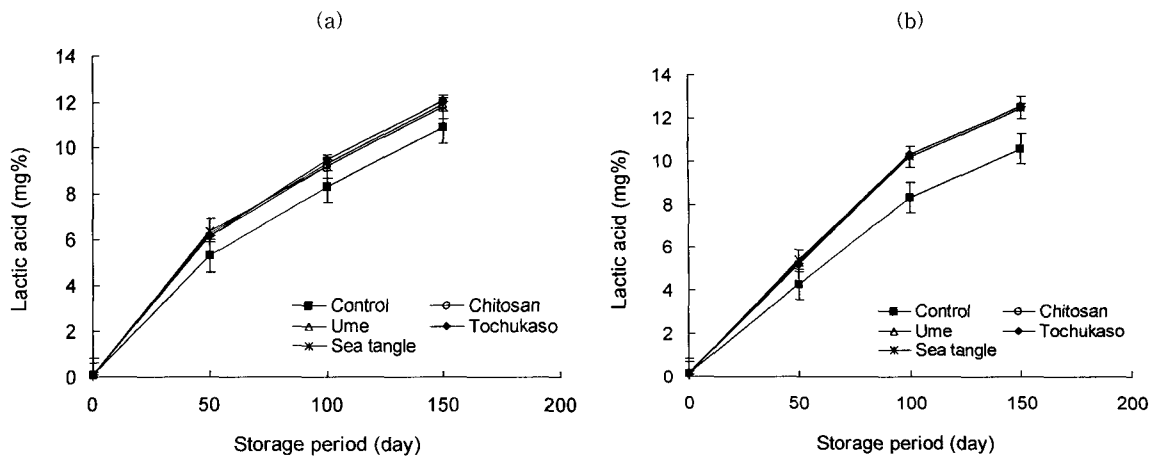 (a)
14
12
10
8
6
4
2
0
Lactic acid (mg%)
Control Chitosan
Ume Tochukaso
Sea tangle
0 50 100 150 200
Storage period (day)
(b)
14
12
10
8
6
4
2
0
Lactic acid (mg%)
Control Chitosan
Ume Tochukaso
Sea tangle
0 50 100 150 200
Storage period (day)